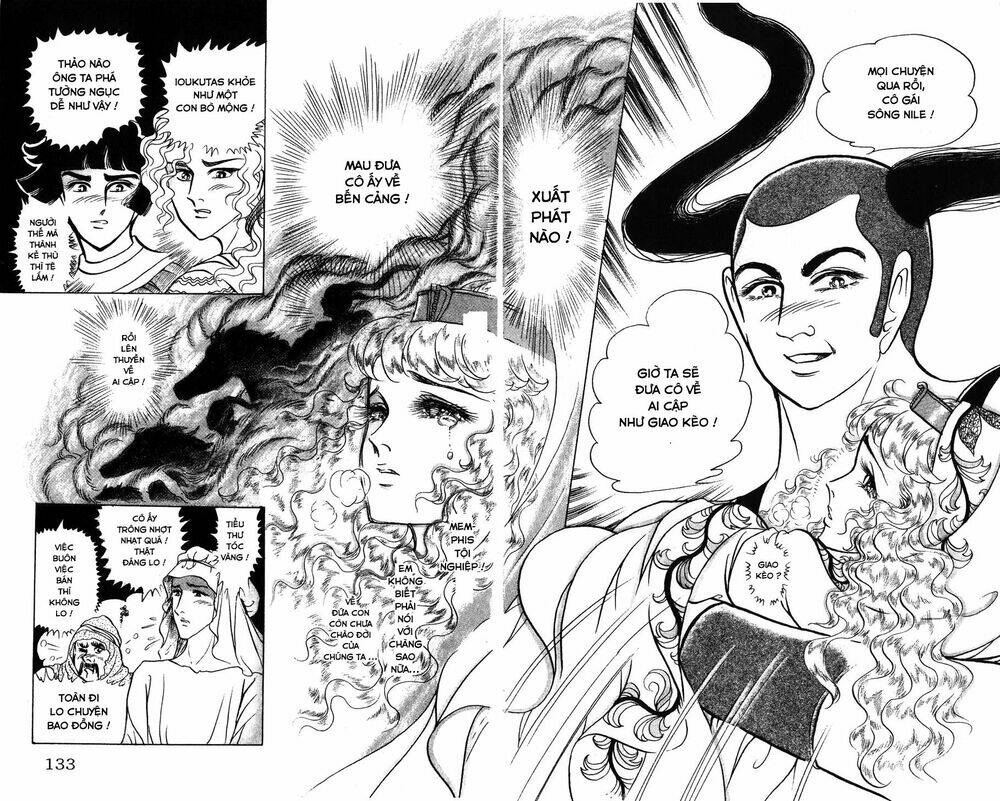 MỌI CHUYỆN
QUA RỒI,
CÔ GÁI
SÔNG NILE !
GIỜ TA SẼ
ĐƯA CÔ VỀ
AI CẬP
NHƯ GIAO KÈO !
GIAO
KÈO ?
XUẤT
PHÁT
NÀO !
MAU ĐƯA
CÔ ẤY VỀ
BẾN CẢNG !
IOUKUTAS KHỎE
NHƯ MỘT
CON BÒ MỘNG !
THẢO NÀO
ÔNG TA PHÁ
TƯỜNG NGỤC
DỄ NHƯ VẬY !
NGƯỜI
THẾ MÀ
THÁNH
KẺ THÙ
THÌ TỆ
LẮM !
RỒI
LÊN
THUYỀN
VỀ
AI CẬP !
MEM-
PHIS
TỘI
NGHIỆP !
EM
KHÔNG
BIẾT
PHẢI
NÓI
VỚI
CHÀNG
SAO
NỮA...
VỀ
ĐỨA CON
CÒN CHƯA
CHÀO ĐỜI
CỦA
CHÚNG TA ...
TIỂU
THƯ
TÓC
VÀNG !
CÔ ẤY
TRÔNG NHỢT
NHẠT QUÁ !
THẬT
ĐÁNG LO !
VIỆC
BUÔN
VIỆC
BÁN
THÌ
KHÔNG
LO !
TOÀN ĐI
LO CHUYỆN
BAO ĐỒNG !
133